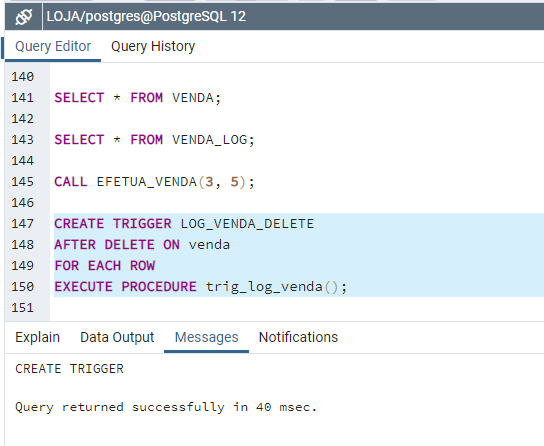 LOJA/postgres@PostgreSQL 12
Query Editor Query History
140
141 SELECT * FROM VENDA;
142
143 SELECT * FROM VENDA_LOG;
144
145 CALL EFETUA_VENDA(3, 5);
146
147 CREATE TRIGGER LOG_VENDA_DELETE
148 AFTER DELETE ON venda
149 FOR EACH ROW
150 EXECUTE PROCEDURE trig_log_venda();
151
Explain Data Output Messages Notifications
CREATE TRIGGER
Query returned successfully in 40 msec.